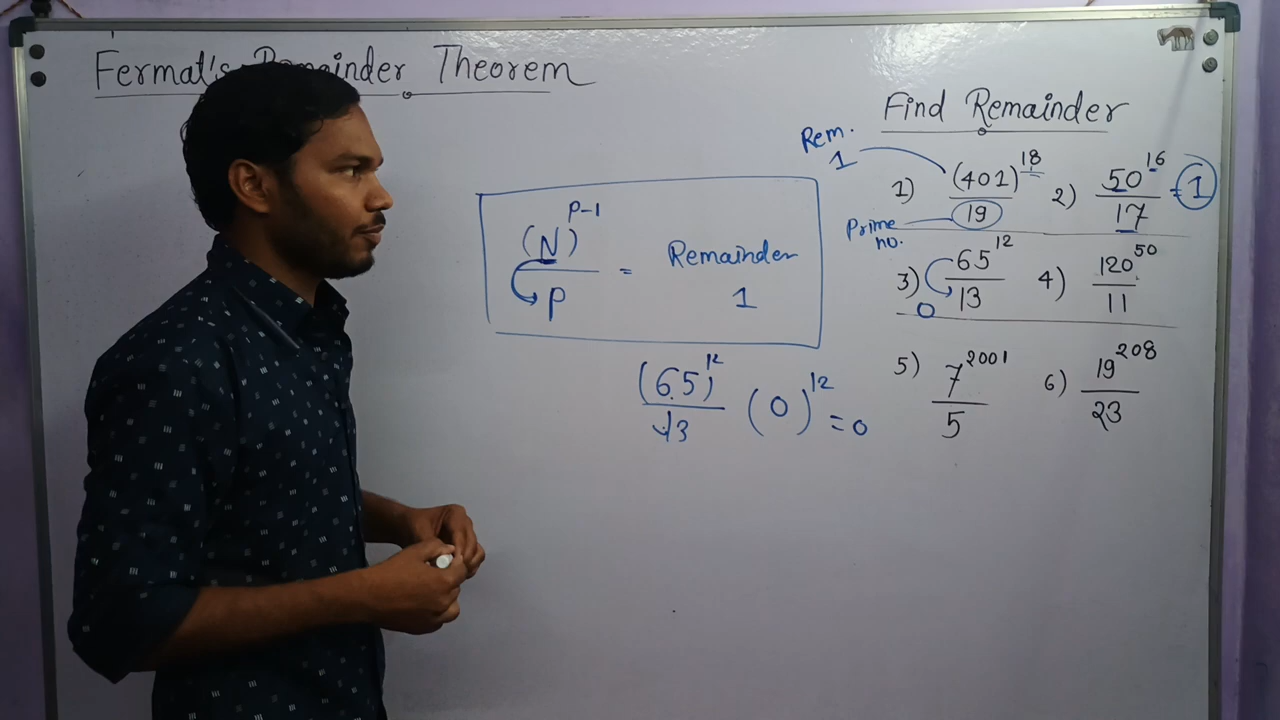 Fermat's Remainder Theorem
Find Remainder
Rem.
1
1) (401)^18 / 19
Prime no.
2) 50^16 / 17 = 1
3) 65^12 / 13
0
4) 120^50 / 11
5) 7^2001 / 5
6) 19^208 / 23
(N)^P-1 / P = Remainder 1
(65)^12 / 13 (0)^12 = 0